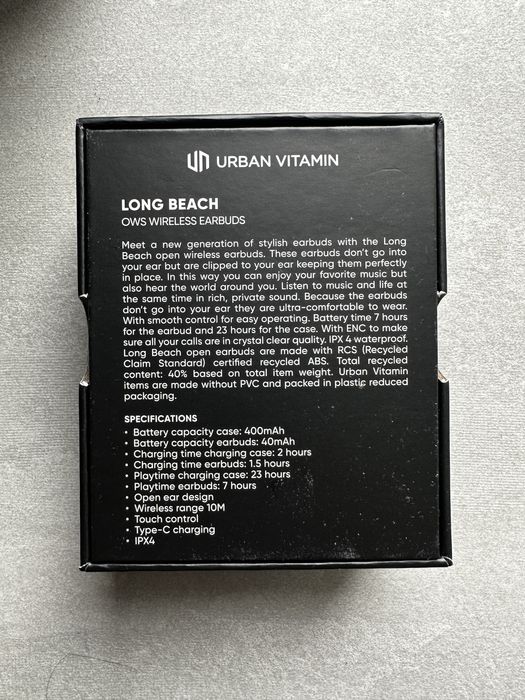 URBAN VITAMIN
LONG BEACH
OWS WIRELESS EARBUDS
Meet a new generation of stylish earbuds with the Long
Beach open wireless earbuds. These earbuds don't go into
your ear but are clipped to your ear keeping them perfectly
in place. In this way you can enjoy your favorite music but
also hear the world around you. Listen to music and life at
the same time in rich, private sound. Because the earbuds
don't go into your ear they are ultra-comfortable to wear.
With smooth control for easy operating. Battery time 7 hours
for the earbud and 23 hours for the case. With ENC to make
sure all your calls are in crystal clear quality. IPX 4 waterproof.
Long Beach open earbuds are made with RCS (Recycled
Claim Standard) certified recycled ABS. Total recycled
content: 40% based on total item weight. Urban Vitamin
items are made without PVC and packed in plastic reduced
packaging.
SPECIFICATIONS
• Battery capacity case: 400mAh
• Battery capacity earbuds: 40mAh
• Charging time charging case: 2 hours
• Charging time earbuds: 1.5 hours
• Playtime charging case: 23 hours
• Playtime earbuds: 7 hours
• Open ear design
• Wireless range 10M
• Touch control
• Type-C charging
• IPX4